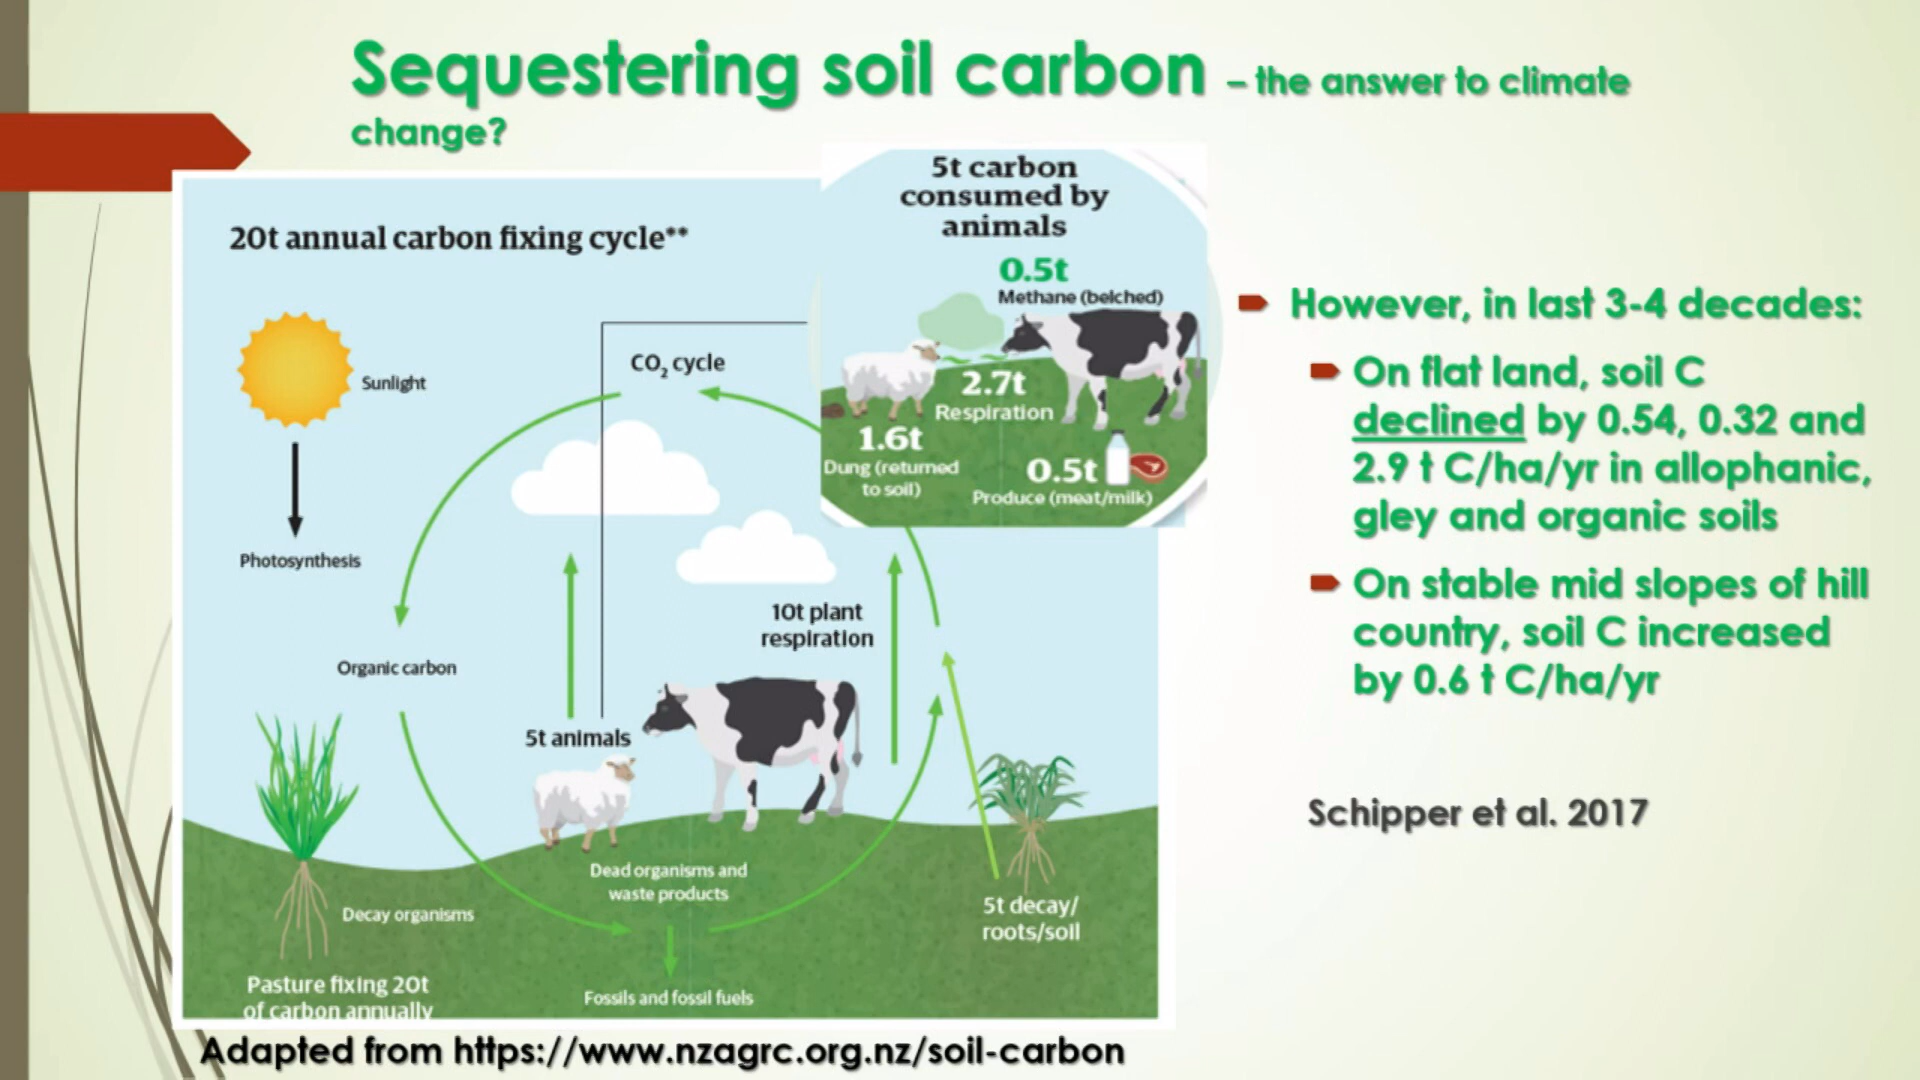 Sequestering soil carbon – the answer to climate
change?
20t annual carbon fixing cycle**
Sunlight
Photosynthesis
CO₂ cycle
Organic carbon
5t animals
10t plant
respiration
Dead organisms and
waste products
Decay organisms
Pasture fixing 20t
of carbon annually
Fossils and fossil fuels
5t decay/
roots/soil
5t carbon
consumed by
animals
0.5t
Methane (belched)
2.7t
Respiration
1.6t
Dung (returned
to soil)
0.5t
Produce (meat/milk)
However, in last 3-4 decades:
On flat land, soil C
declined by 0.54, 0.32 and
2.9 t C/ha/yr in allophanic,
gley and organic soils
On stable mid slopes of hill
country, soil C increased
by 0.6 t C/ha/yr
Schipper et al. 2017
Adapted from https://www.nzagrc.org.nz/soil-carbon